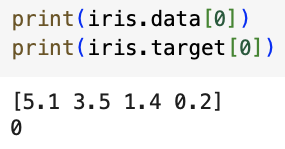 print(iris.data[0])
print(iris.target[0])
[5.1 3.5 1.4 0.2]
0